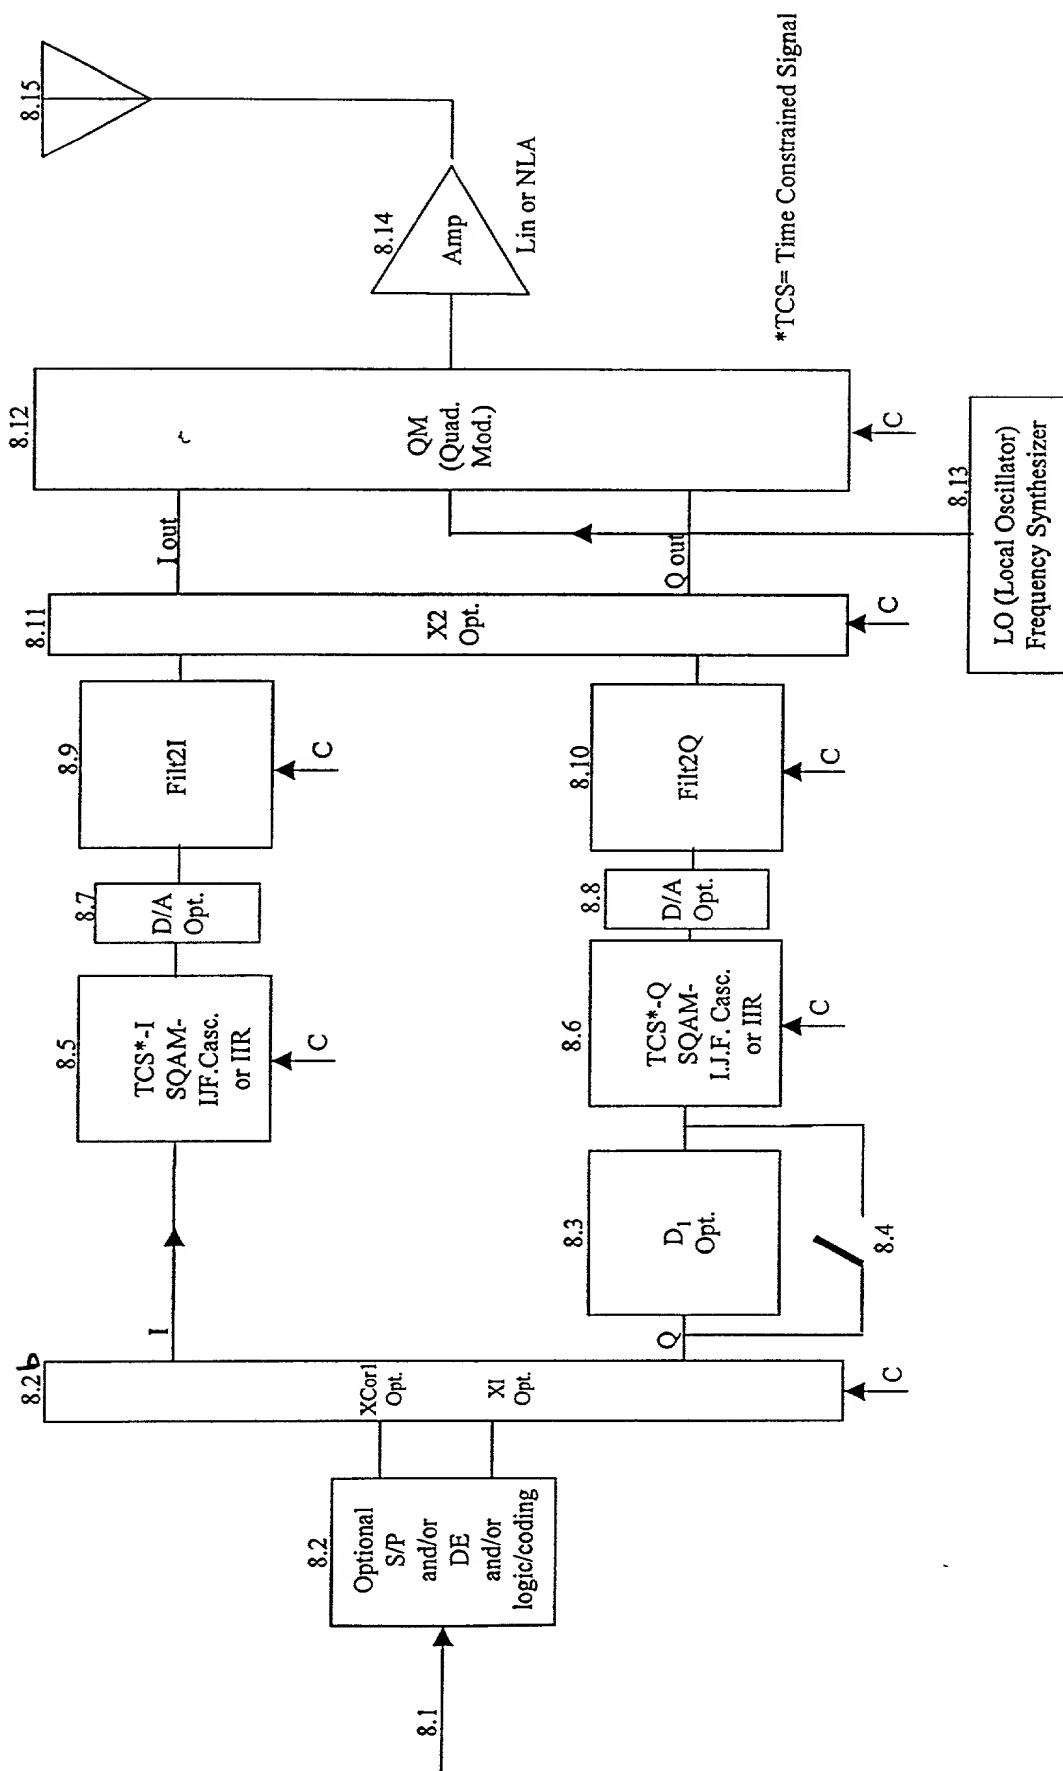 8.1
8.2
Optional
S/P
and/or
DE
and/or
logic/coding
8.2b
XCor1
Opt.
X1
Opt.
C
I
Q
8.3
D1
Opt.
8.4
8.5
TCS*-I
SQAM-
IJF.Casc.
or IIR
C
8.6
TCS*-Q
SQAM-
I.J.F. Casc.
or IIR
C
8.7
D/A
Opt.
8.8
D/A
Opt.
8.9
Filt2I
C
8.10
Filt2Q
C
8.11
X2
Opt.
C
I out
Q out
8.12
QM
(Quad.
Mod.)
C
8.13
LO (Local Oscillator)
Frequency Synthesizer
8.14
Amp
Lin or NLA
8.15
*TCS= Time Constrained Signal